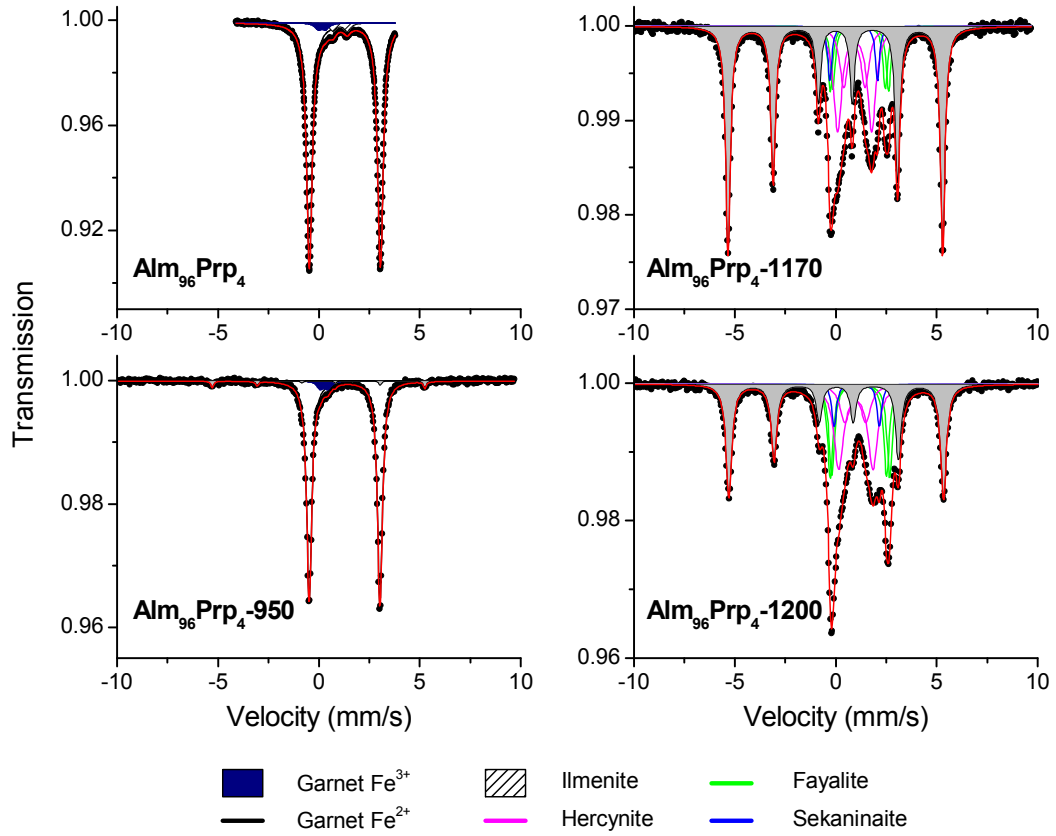 1.00
0.96
0.92
Alm96Prp4
-10 -5 0 5 10
1.00
0.99
0.98
0.97
Alm96Prp4-1170
-10 -5 0 5 10
Transmission
1.00
0.98
0.96
Alm96Prp4-950
-10 -5 0 5 10
Velocity (mm/s)
1.00
0.98
0.96
Alm96Prp4-1200
-10 -5 0 5 10
Velocity (mm/s)
Garnet Fe3+ Ilmenite Fayalite
Garnet Fe2+ Hercynite Sekaninaite